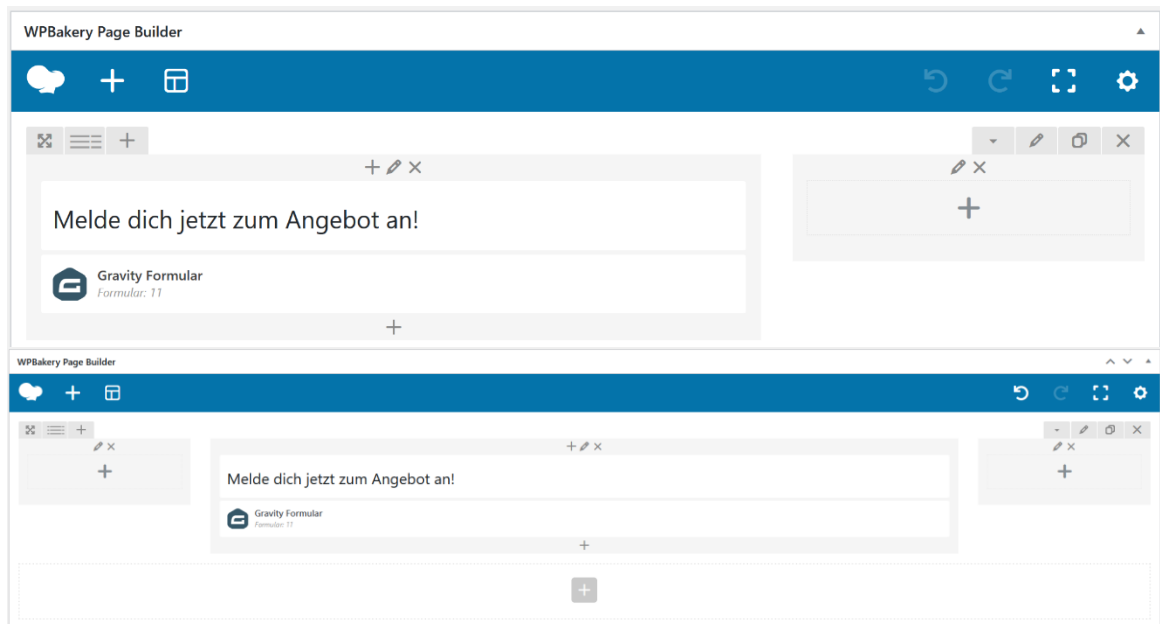 WPBakery Page Builder
Melde dich jetzt zum Angebot an!
Gravity Formular
Formular: 11
WPBakery Page Builder
Melde dich jetzt zum Angebot an!
Gravity Formular
Formular: 11